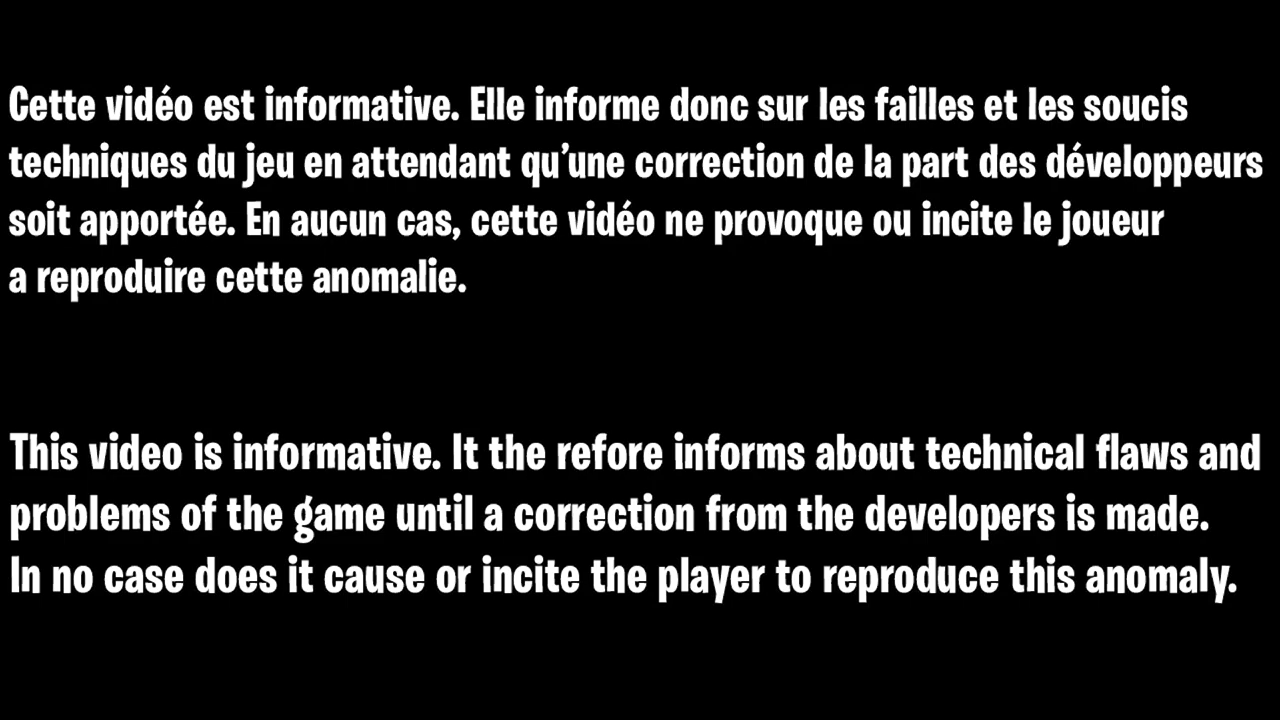 Cette vidéo est informative. Elle informe donc sur les failles et les soucis
techniques du jeu en attendant qu’une correction de la part des développeurs
soit apportée. En aucun cas, cette vidéo ne provoque ou incite le joueur
a reproduire cette anomalie.
This video is informative. It the refore informs about technical flaws and
problems of the game until a correction from the developers is made.
In no case does it cause or incite the player to reproduce this anomaly.